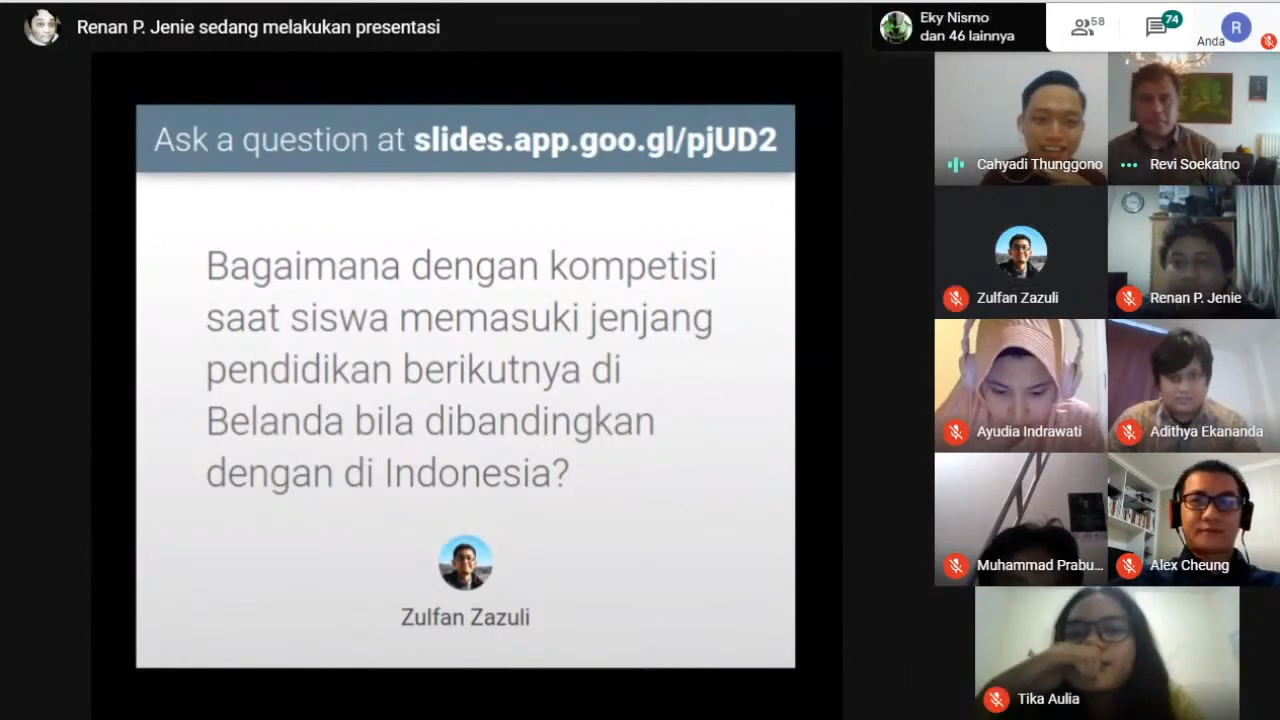 Renan P. Jenie sedang melakukan presentasi
Eky Nismo
dan 46 lainnya
58
74
Anda
R
Ask a question at slides.app.goo.gl/pjUD2
Bagaimana dengan kompetisi
saat siswa memasuki jenjang
pendidikan berikutnya di
Belanda bila dibandingkan
dengan di Indonesia?
Zulfan Zazuli
Cahyadi Thunggono
Revi Soekatno
Zulfan Zazuli
Renan P. Jenie
Ayudia Indrawati
Adithya Ekananda
Muhammad Prabu...
Alex Cheung
Tika Aulia